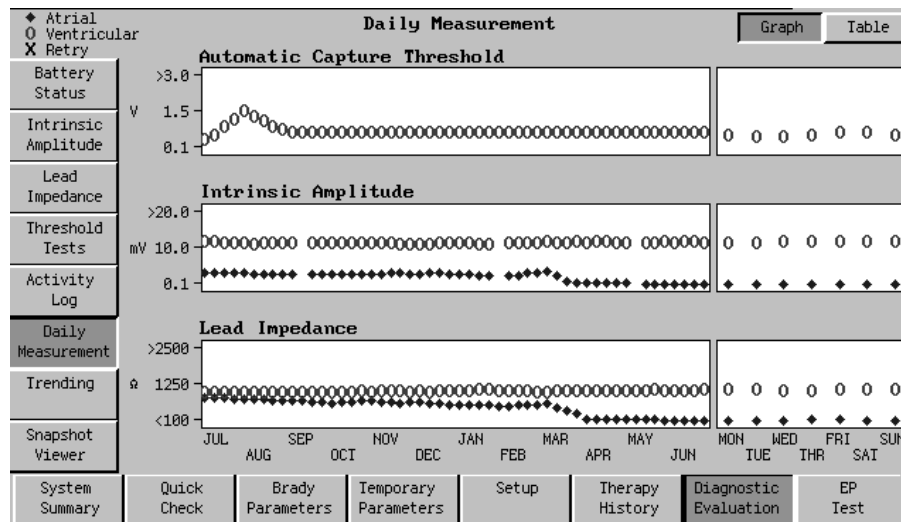 ◆ Atrial
0 Ventricular
X Retry
Daily Measurement
Graph
Table
Battery
Status
Intrinsic
Amplitude
Lead
Impedance
Threshold
Tests
Activity
Log
Daily
Measurement
Trending
Snapshot
Viewer
Automatic Capture Threshold
>3.0
V 1.5
0.1
Intrinsic Amplitude
>20.0
mV 10.0
0.1
Lead Impedance
>2500
Ω 1250
<100
JUL SEP NOV JAN MAR MAY MON WED FRI SUN
AUG OCT DEC FEB APR JUN TUE THR SAT
System
Summary
Quick
Check
Brady
Parameters
Temporary
Parameters
Setup
Therapy
History
Diagnostic
Evaluation
EP
Test